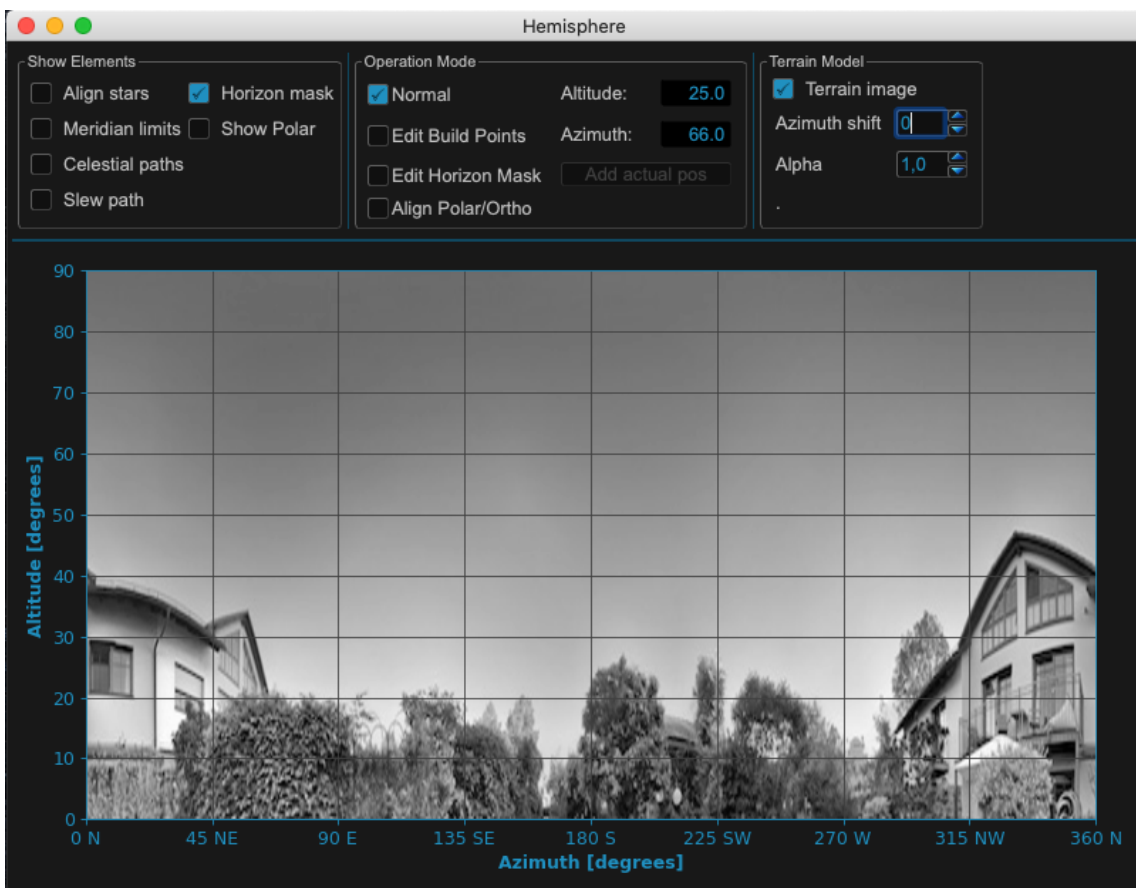 Hemisphere
Show Elements
Align stars
Horizon mask
Meridian limits
Show Polar
Celestial paths
Slew path
Operation Mode
Normal
Altitude: 25.0
Edit Build Points
Azimuth: 66.0
Edit Horizon Mask
Add actual pos
Align Polar/Ortho
Terrain Model
Terrain image
Azimuth shift 0
Alpha 1,0
.
Altitude [degrees]
90
80
70
60
50
40
30
20
10
0
0 N 45 NE 90 E 135 SE 180 S 225 SW 270 W 315 NW 360 N
Azimuth [degrees]